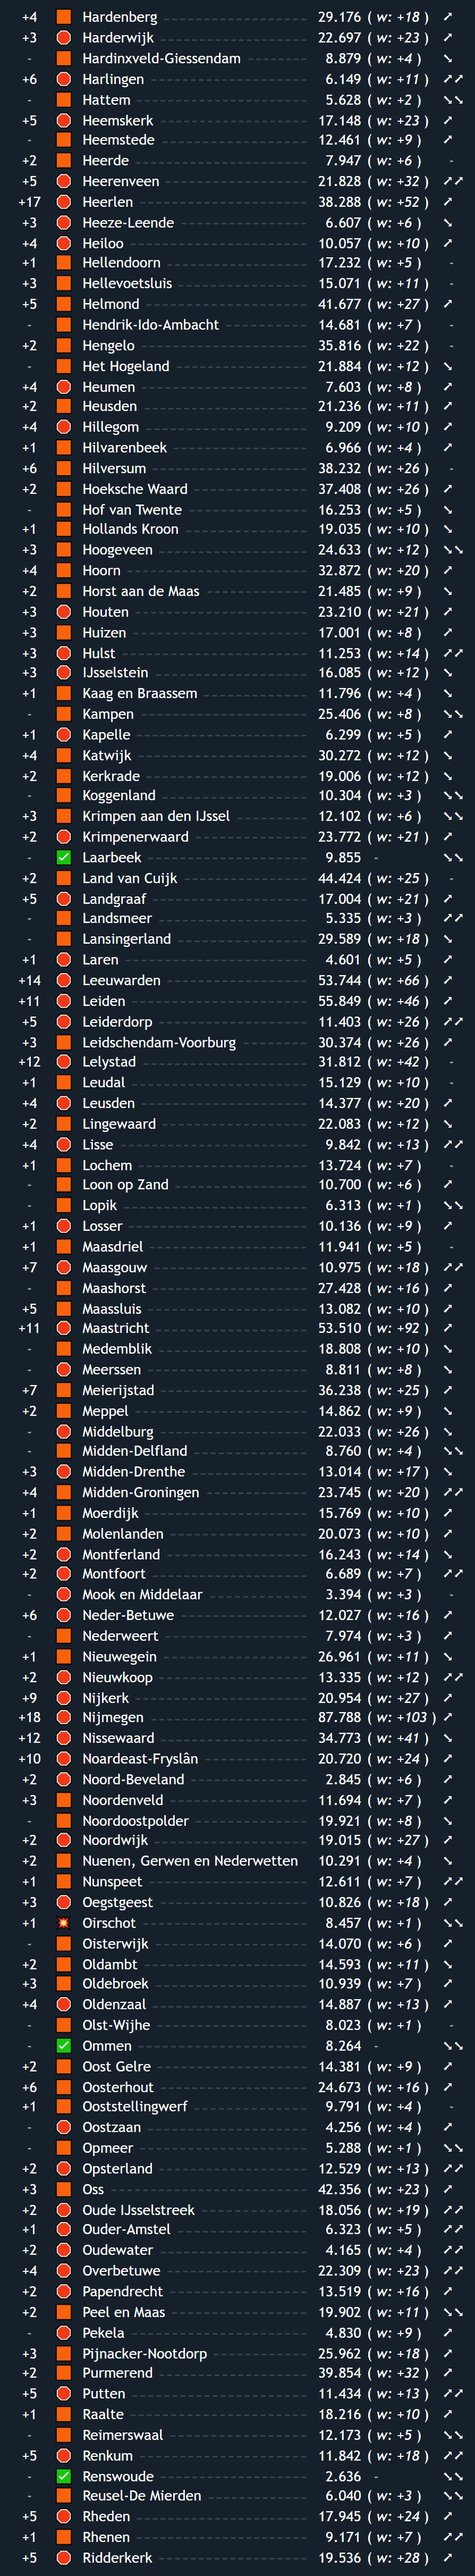 +4 Hardenberg 29.176 ( w: +18 )
+3 Harderwijk 22.697 ( w: +23 )
- Hardinxveld-Giessendam 8.879 ( w: +4 )
+6 Harlingen 6.149 ( w: +11 )
- Hattem 5.628 ( w: +2 )
+5 Heemskerk 17.148 ( w: +23 )
- Heemstede 12.461 ( w: +9 )
+2 Heerde 7.947 ( w: +6 ) -
+5 Heerenveen 21.828 ( w: +32 )
+17 Heerlen 38.288 ( w: +52 )
+3 Heeze-Leende 6.607 ( w: +6 )
+4 Heiloo 10.057 ( w: +10 )
+1 Hellendoorn 17.232 ( w: +5 ) -
+3 Hellevoetsluis 15.071 ( w: +11 ) -
+5 Helmond 41.677 ( w: +27 )
- Hendrik-Ido-Ambacht 14.681 ( w: +7 ) -
+2 Hengelo 35.816 ( w: +22 ) -
- Het Hogeland 21.884 ( w: +12 )
+4 Heumen 7.603 ( w: +8 )
+2 Heusden 21.236 ( w: +11 )
+4 Hillegom 9.209 ( w: +10 )
+1 Hilvarenbeek 6.966 ( w: +4 )
+6 Hilversum 38.232 ( w: +26 ) -
+2 Hoeksche Waard 37.408 ( w: +26 )
- Hof van Twente 16.253 ( w: +5 )
+1 Hollands Kroon 19.035 ( w: +10 )
+3 Hoogeveen 24.633 ( w: +12 )
+4 Hoorn 32.872 ( w: +20 )
+2 Horst aan de Maas 21.485 ( w: +9 )
+3 Houten 23.210 ( w: +21 )
+3 Huizen 17.001 ( w: +8 )
+3 Hulst 11.253 ( w: +14 )
+3 IJsselstein 16.085 ( w: +12 )
+1 Kaag en Braassem 11.796 ( w: +4 )
- Kampen 25.406 ( w: +8 )
+1 Kapelle 6.299 ( w: +5 )
+4 Katwijk 30.272 ( w: +12 )
+2 Kerkrade 19.006 ( w: +12 )
- Koggenland 10.304 ( w: +3 )
+3 Krimpen aan den IJssel 12.102 ( w: +6 )
+2 Krimpenerwaard 23.772 ( w: +21 )
- Laarbeek 9.855 -
+2 Land van Cuijk 44.424 ( w: +25 ) -
+5 Landgraaf 17.004 ( w: +21 )
- Landsmeer 5.335 ( w: +3 )
- Lansingerland 29.589 ( w: +18 )
+1 Laren 4.601 ( w: +5 )
+14 Leeuwarden 53.744 ( w: +66 )
+11 Leiden 55.849 ( w: +46 )
+5 Leiderdorp 11.403 ( w: +26 )
+3 Leidschendam-Voorburg 30.374 ( w: +26 )
+12 Lelystad 31.812 ( w: +42 ) -
+1 Leudal 15.129 ( w: +10 ) -
+4 Leusden 14.377 ( w: +20 )
+2 Lingewaard 22.083 ( w: +12 )
+4 Lisse 9.842 ( w: +13 )
+1 Lochem 13.724 ( w: +7 ) -
- Loon op Zand 10.700 ( w: +6 )
- Lopik 6.313 ( w: +1 )
+1 Losser 10.136 ( w: +9 )
+1 Maasdriel 11.941 ( w: +5 ) -
+7 Maasgouw 10.975 ( w: +18 )
- Maashorst 27.428 ( w: +16 )
+5 Maassluis 13.082 ( w: +10 )
+11 Maastricht 53.510 ( w: +92 )
- Medemblik 18.808 ( w: +10 )
- Meerssen 8.811 ( w: +8 )
+7 Meierijstad 36.238 ( w: +25 )
+2 Meppel 14.862 ( w: +9 )
- Middelburg 22.033 ( w: +26 )
- Midden-Delfland 8.760 ( w: +4 )
+3 Midden-Drenthe 13.014 ( w: +17 )
+4 Midden-Groningen 23.745 ( w: +20 )
+1 Moerdijk 15.769 ( w: +10 )
+2 Molenlanden 20.073 ( w: +10 )
+2 Montferland 16.243 ( w: +14 )
+2 Montfoort 6.689 ( w: +7 )
- Mook en Middelaar 3.394 ( w: +3 ) -
+6 Neder-Betuwe 12.027 ( w: +16 )
- Nederweert 7.974 ( w: +3 )
+1 Nieuwegein 26.961 ( w: +11 )
+2 Nieuwkoop 13.335 ( w: +12 )
+9 Nijkerk 20.954 ( w: +27 )
+18 Nijmegen 87.788 ( w: +103 )
+12 Nissewaard 34.773 ( w: +41 )
+10 Noardeast-Fryslân 20.720 ( w: +24 )
+2 Noord-Beveland 2.845 ( w: +6 )
+3 Noordenveld 11.694 ( w: +7 )
- Noordoostpolder 19.921 ( w: +8 )
+2 Noordwijk 19.015 ( w: +27 )
+2 Nuenen, Gerwen en Nederwetten 10.291 ( w: +4 )
+1 Nunspeet 12.611 ( w: +7 )
+3 Oegstgeest 10.826 ( w: +18 )
+1 Oirschot 8.457 ( w: +1 )
- Oisterwijk 14.070 ( w: +6 )
+2 Oldambt 14.593 ( w: +11 )
+3 Oldebroek 10.939 ( w: +7 )
+4 Oldenzaal 14.887 ( w: +13 )
- Olst-Wijhe 8.023 ( w: +1 ) -
- Ommen 8.264 -
+2 Oost Gelre 14.381 ( w: +9 )
+6 Oosterhout 24.673 ( w: +16 )
+1 Ooststellingwerf 9.791 ( w: +4 ) -
- Oostzaan 4.256 ( w: +4 )
- Opmeer 5.288 ( w: +1 )
+2 Opsterland 12.529 ( w: +13 )
+3 Oss 42.356 ( w: +23 )
+2 Oude IJsselstreek 18.056 ( w: +19 )
+1 Ouder-Amstel 6.323 ( w: +5 )
+2 Oudewater 4.165 ( w: +4 )
+4 Overbetuwe 22.309 ( w: +23 )
+2 Papendrecht 13.519 ( w: +16 )
+2 Peel en Maas 19.902 ( w: +11 )
- Pekela 4.830 ( w: +9 )
+3 Pijnacker-Nootdorp 25.962 ( w: +18 )
+2 Purmerend 39.854 ( w: +32 )
+5 Putten 11.434 ( w: +13 )
+1 Raalte 18.216 ( w: +10 )
- Reimerswaal 12.173 ( w: +5 )
+5 Renkum 11.842 ( w: +18 )
- Renswoude 2.636 -
- Reusel-De Mierden 6.040 ( w: +3 )
+5 Rheden 17.945 ( w: +24 )
+1 Rhenen 9.171 ( w: +7 )
+5 Ridderkerk 19.536 ( w: +28 )